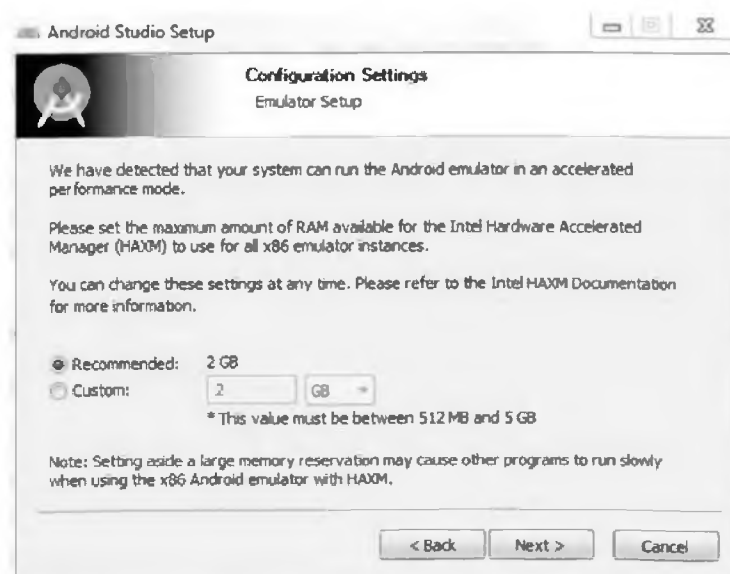 Android Studio Setup
Configuration Settings
Emulator Setup
We have detected that your system can run the Android emulator in an accelerated
performance mode.
Please set the maximum amount of RAM available for the Intel Hardware Accelerated
Manager (HAXM) to use for all x86 emulator instances.
You can change these settings at any time. Please refer to the Intel HAXM Documentation
for more information.
Recommended: 2 GB
Custom: 2 GB
* This value must be between 512 MB and 5 GB
Note: Setting aside a large memory reservation may cause other programs to run slowly
when using the x86 Android emulator with HAXM.
< Back Next > Cancel